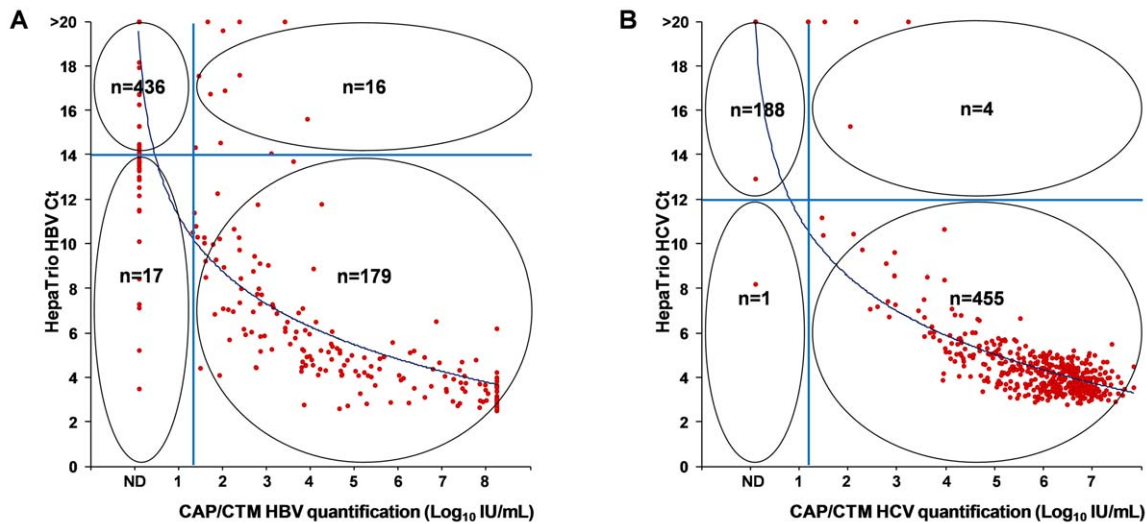 A
HepaTrio HBV Ct
>20
18
16
14
12
10
8
6
4
2
0
n=436
n=16
n=17
n=179
ND 1 2 3 4 5 6 7 8
CAP/CTM HBV quantification (Log10 IU/mL)
B
HepaTrio HCV Ct
>20
18
16
14
12
10
8
6
4
2
0
n=188
n=4
n=1
n=455
ND 1 2 3 4 5 6 7
CAP/CTM HCV quantification (Log10 IU/mL)